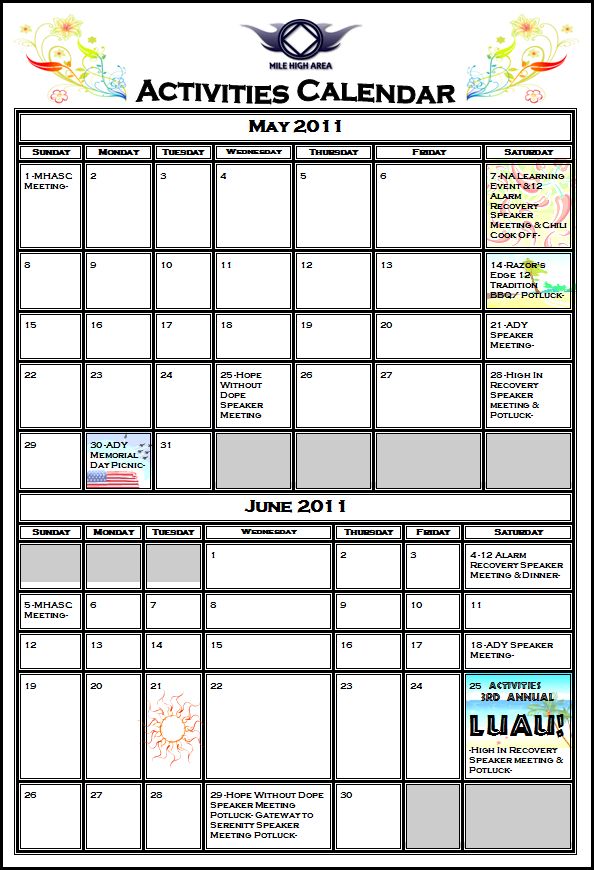 MILE HIGH AREA
ACTIVITIES CALENDAR
MAY 2011
SUNDAY MONDAY TUESDAY WEDNESDAY THURSDAY FRIDAY SATURDAY
1-MHASC
MEETING-
2
3
4
5
6
7-NA LEARNING
EVENT &12
ALARM
RECOVERY
SPEAKER
MEETING & CHILI
COOK OFF-
8
9
10
11
12
13
14-RAZOR'S
EDGE 12
TRADITION
BBQ/ POTLUCK-
15
16
17
18
19
20
21-ADY
SPEAKER
MEETING-
22
23
24
25-HOPE
WITHOUT
DOPE
SPEAKER
MEETING
26
27
28-HIGH IN
RECOVERY
SPEAKER
MEETING &
POTLUCK-
29
30-ADY
MEMORIAL
DAY PICNIC-
31
JUNE 2011
SUNDAY MONDAY TUESDAY WEDNESDAY THURSDAY FRIDAY SATURDAY
1
2
3
4-12 ALARM
RECOVERY SPEAKER
MEETING & DINNER-
5-MHASC
MEETING-
6
7
8
9
10
11
12
13
14
15
16
17
18-ADY SPEAKER
MEETING-
19
20
21
22
23
24
25 ACTIVITIES
3RD ANNUAL
LUAU!
-HIGH IN RECOVERY
SPEAKER MEETING &
POTLUCK-
26
27
28
29-HOPE WITHOUT DOPE
SPEAKER MEETING
POTLUCK- GATEWAY TO
SERENITY SPEAKER
MEETING POTLUCK-
30